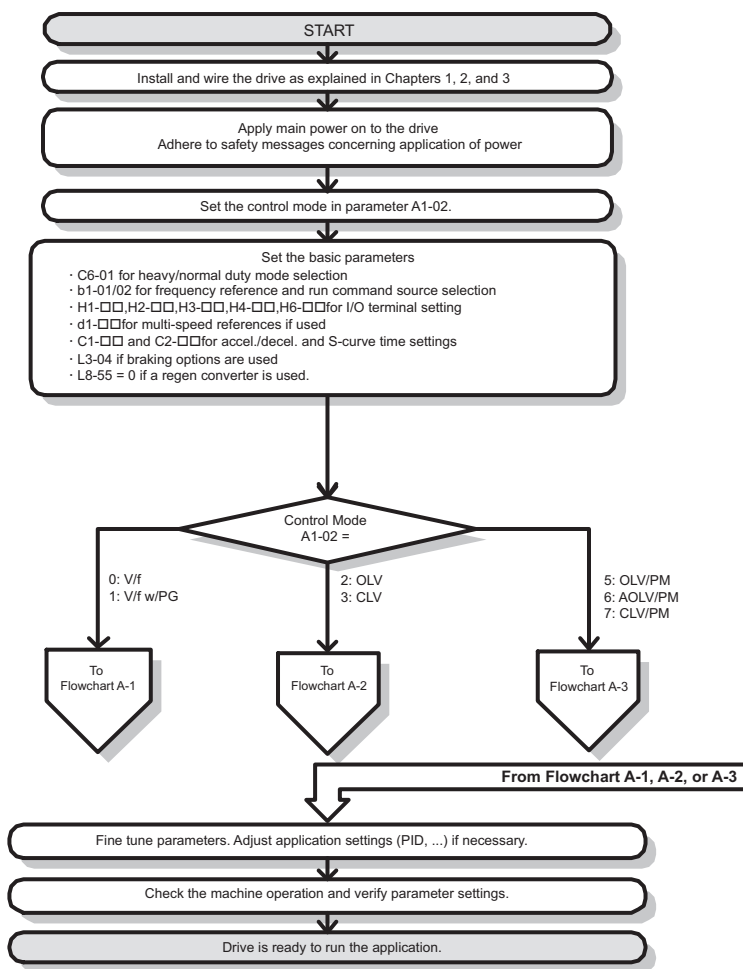 START
Install and wire the drive as explained in Chapters 1, 2, and 3
Apply main power on to the drive
Adhere to safety messages concerning application of power
Set the control mode in parameter A1-02.
Set the basic parameters
· C6-01 for heavy/normal duty mode selection
· b1-01/02 for frequency reference and run command source selection
· H1-□□,H2-□□,H3-□□,H4-□□,H6-□□for I/O terminal setting
· d1-□□for multi-speed references if used
· C1-□□ and C2-□□for accel./decel. and S-curve time settings
· L3-04 if braking options are used
· L8-55 = 0 if a regen converter is used.
Control Mode
A1-02 =
0: V/f
1: V/f w/PG
2: OLV
3: CLV
5: OLV/PM
6: AOLV/PM
7: CLV/PM
To
Flowchart A-1
To
Flowchart A-2
To
Flowchart A-3
From Flowchart A-1, A-2, or A-3
Fine tune parameters. Adjust application settings (PID, ...) if necessary.
Check the machine operation and verify parameter settings.
Drive is ready to run the application.